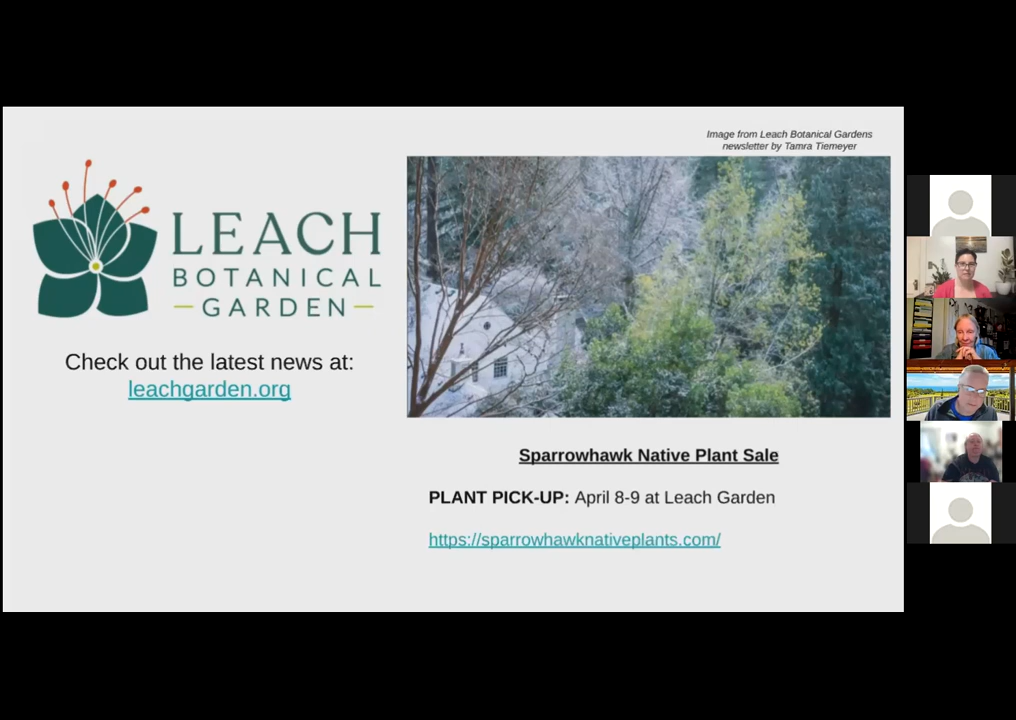 Image from Leach Botanical Gardens
newsletter by Tamra Tiemeyer
LEACH
BOTANICAL
GARDEN
Check out the latest news at:
leachgarden.org
Sparrowhawk Native Plant Sale
PLANT PICK-UP: April 8-9 at Leach Garden
https://sparrowhawknativeplants.com/